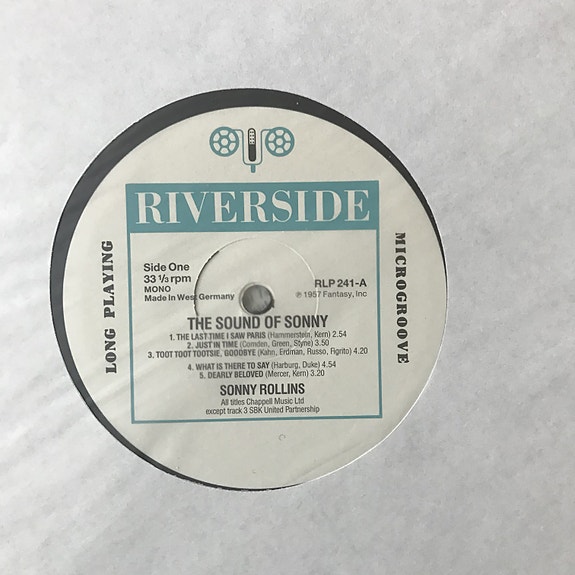 RIVERSIDE
LONG PLAYING
MICROGROOVE
Side One
33 1/3 rpm
MONO
Made in West Germany
RLP 241-A
℗ 1957 Fantasy, Inc
THE SOUND OF SONNY
1. THE LAST TIME I SAW PARIS (Hammerstein, Kern) 2.54
2. JUST IN TIME (Comden, Green, Styne) 3.50
3. TOOT TOOT TOOTSIE, GOODBYE (Kahn, Erdman, Russo, Figrito) 4.20
4. WHAT IS THERE TO SAY (Harburg, Duke) 4.54
5. DEARLY BELOVED (Mercer, Kern) 3.20
SONNY ROLLINS
All titles Chappell Music Ltd
except track 3 SBK United Partnership